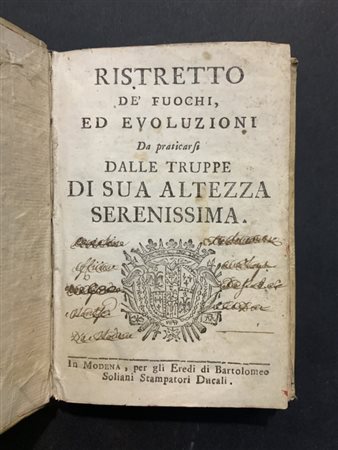 RISTRETTO
DE' FUOCHI,
ED EVOLUZIONI
Da praticarsi
DALLE TRUPPE
DI SUA ALTEZZA
SERENISSIMA.
In MODENA, per gli Eredi di Bartolomeo
Soliani Stampatori Ducali.